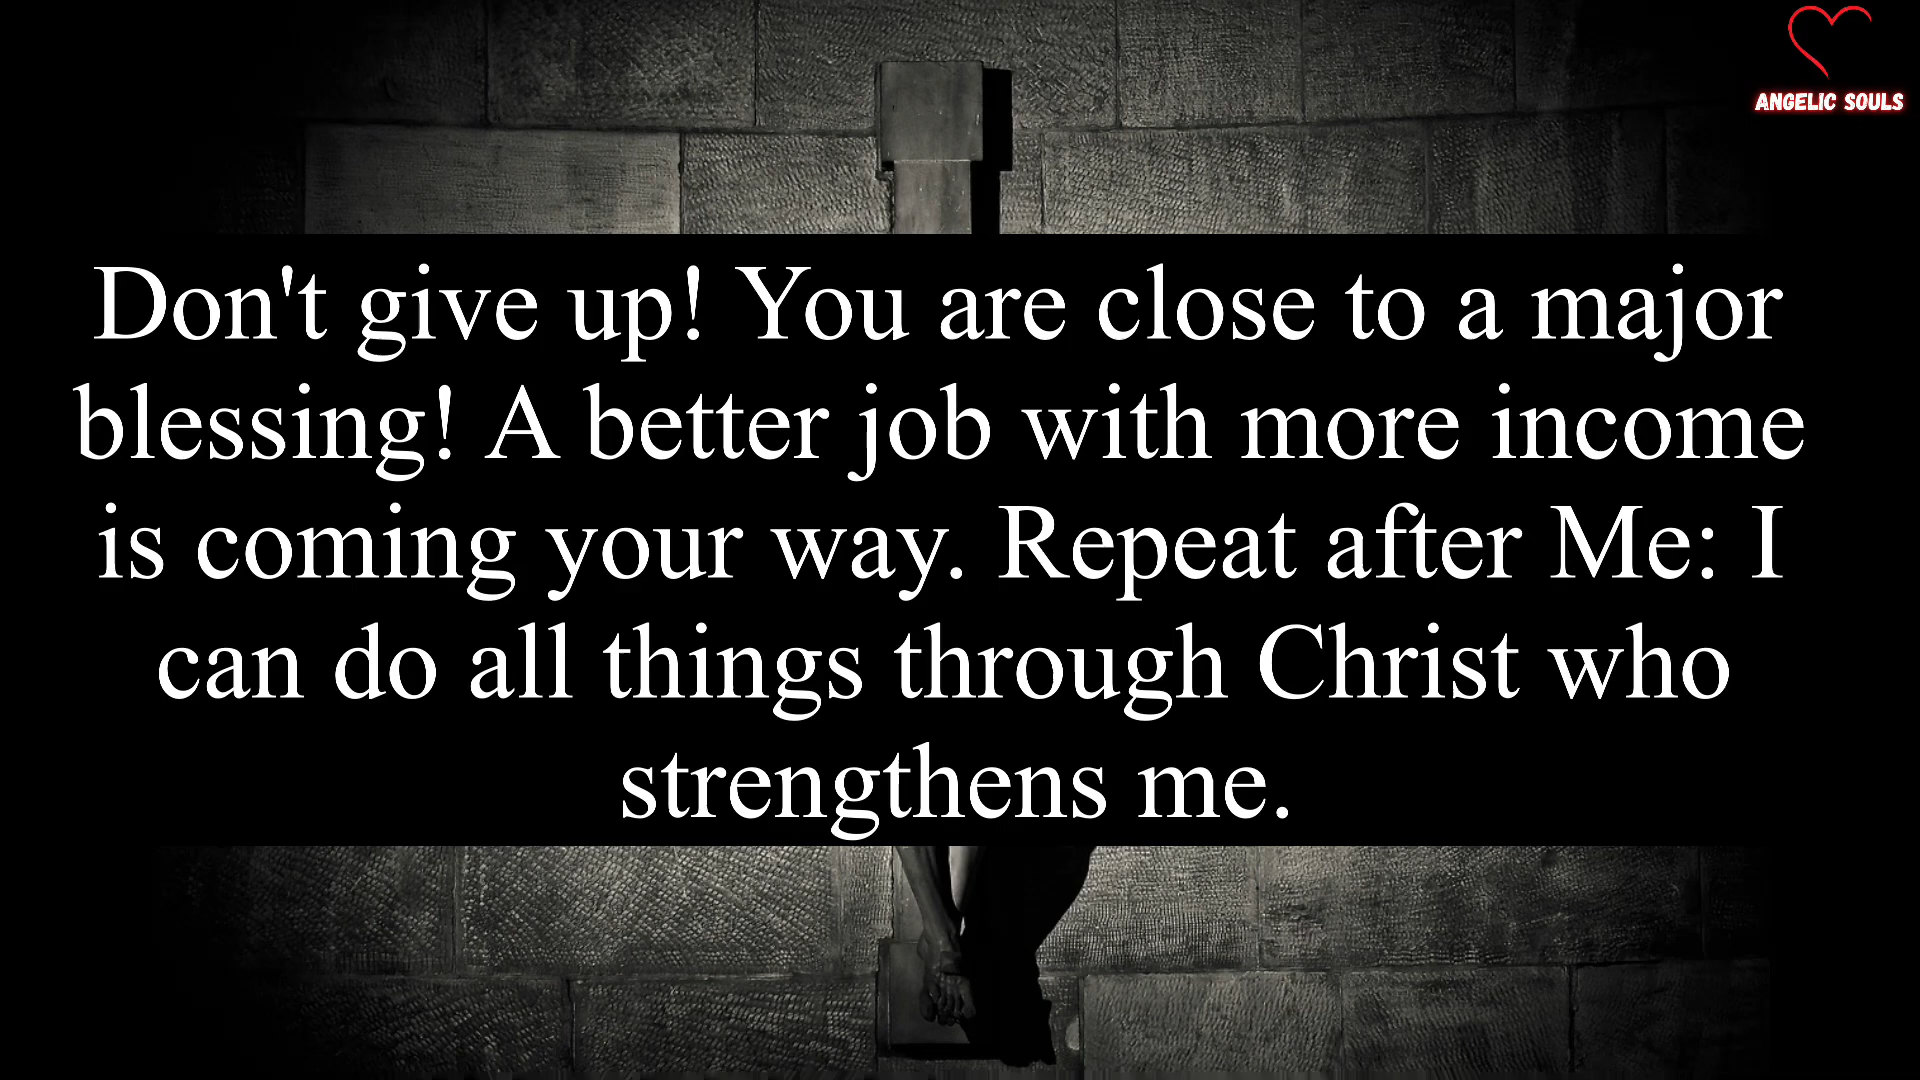 ANGELIC SOULS
Don't give up! You are close to a major
blessing! A better job with more income
is coming your way. Repeat after Me: I
can do all things through Christ who
strengthens me.